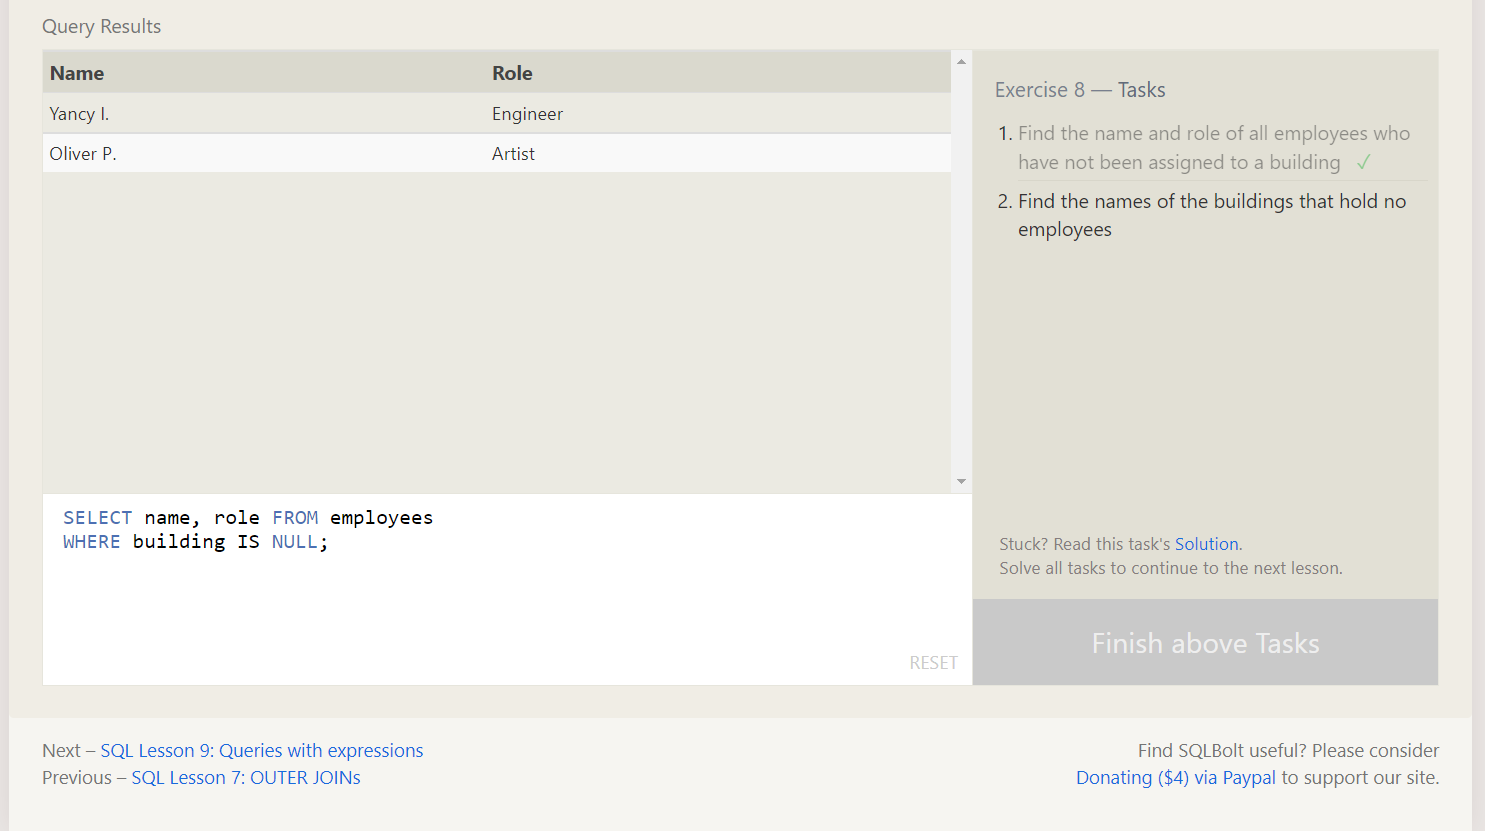 Query Results
Name Role
Yancy I. Engineer
Oliver P. Artist
SELECT name, role FROM employees
WHERE building IS NULL;
RESET
Exercise 8 — Tasks
1. Find the name and role of all employees who
have not been assigned to a building ✓
2. Find the names of the buildings that hold no
employees
Stuck? Read this task's Solution.
Solve all tasks to continue to the next lesson.
Finish above Tasks
Next – SQL Lesson 9: Queries with expressions
Previous – SQL Lesson 7: OUTER JOINs
Find SQLBolt useful? Please consider
Donating ($4) via Paypal to support our site.